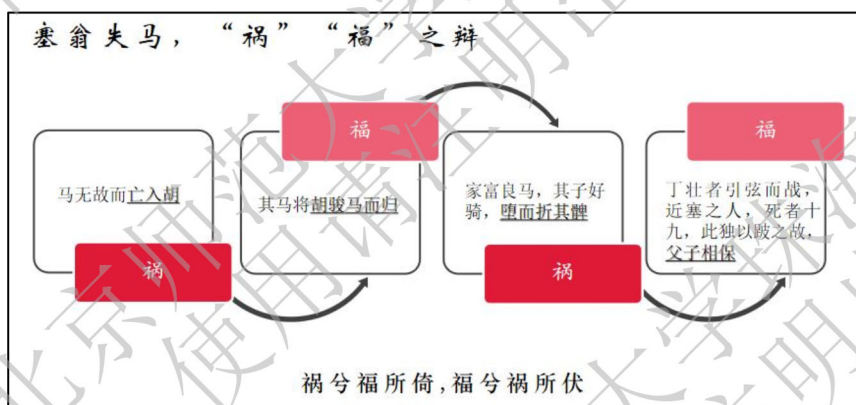 塞翁失马，“祸”“福”之辩
马无故而亡入胡
祸
福
其马将胡骏马而归
家富良马，其子好
骑，堕而折其髀
祸
福
丁壮者引弦而战，
近塞之人，死者十
九，此独以跛之故，
父子相保
祸兮福所倚,福兮祸所伏